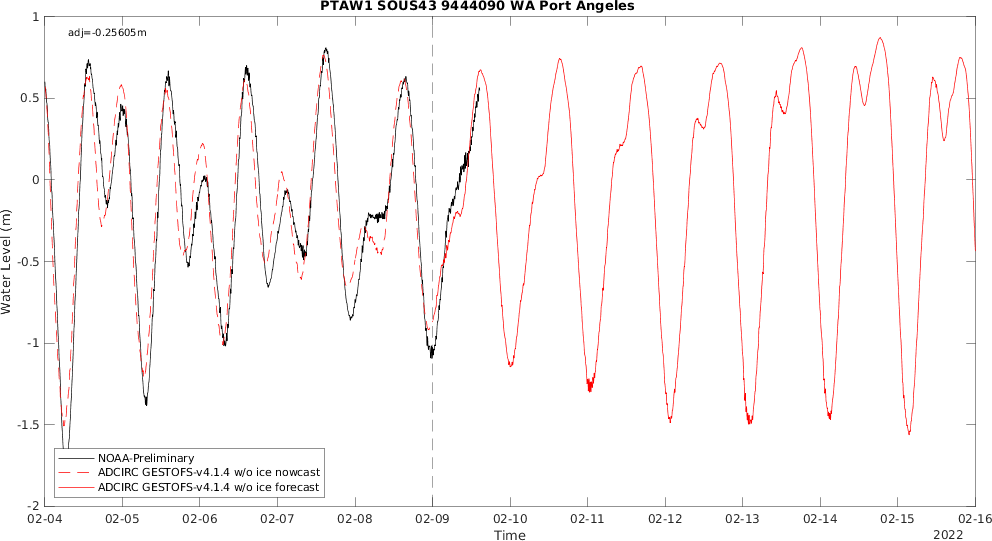 PTAW1 SOUS43 9444090 WA Port Angeles
adj=-0.25605m
1
0.5
0
-0.5
-1
-1.5
-2
Water Level (m)
NOAA-Preliminary
ADCIRC GESTOFS-v4.1.4 w/o ice nowcast
ADCIRC GESTOFS-v4.1.4 w/o ice forecast
02-04 02-05 02-06 02-07 02-08 02-09 02-10 02-11 02-12 02-13 02-14 02-15 02-16
Time
2022